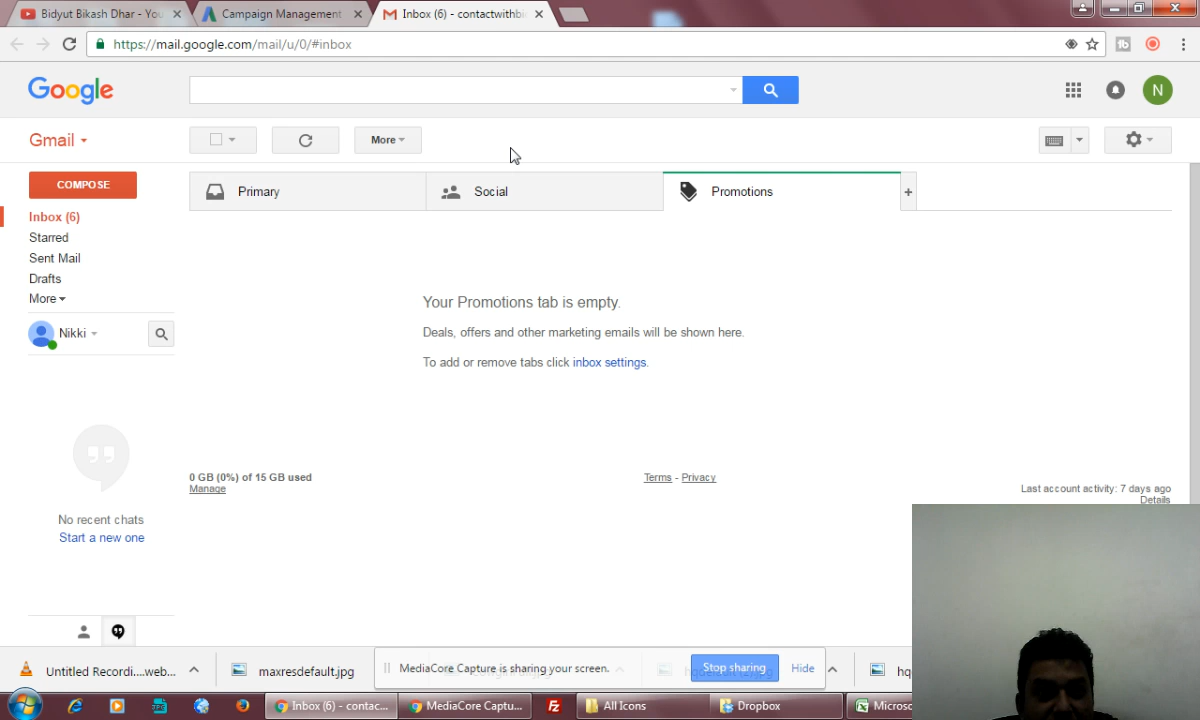 Bidyut Bikash Dhar - You
Campaign Management
Inbox (6) - contactwithbi
https://mail.google.com/mail/u/0/#inbox
Google
N
Gmail
More
COMPOSE
Primary
Social
Promotions
+
Inbox (6)
Starred
Sent Mail
Drafts
More
Nikki
Your Promotions tab is empty.
Deals, offers and other marketing emails will be shown here.
To add or remove tabs click inbox settings.
0 GB (0%) of 15 GB used
Manage
Terms - Privacy
Last account activity: 7 days ago
Details
No recent chats
Start a new one
Untitled Recordi....web...
maxresdefault.jpg
MediaCore Capture is sharing your screen.
Stop sharing
Hide
Inbox (6) - contac...
MediaCore Captu...
All Icons
Dropbox
Microso